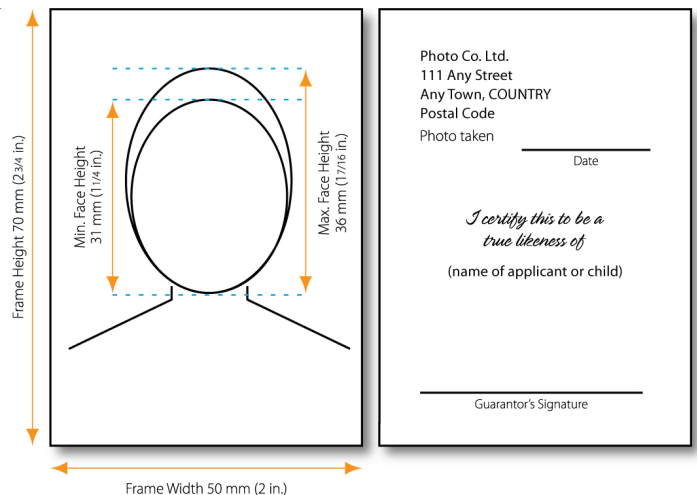 Frame Height 70 mm (2 3/4 in.)
Min. Face Height
31 mm (1 1/4 in.)
Max. Face Height
36 mm (1 7/16 in.)
Frame Width 50 mm (2 in.)
Photo Co. Ltd.
111 Any Street
Any Town, COUNTRY
Postal Code
Photo taken
Date
I certify this to be a
true likeness of
(name of applicant or child)
Guarantor's Signature